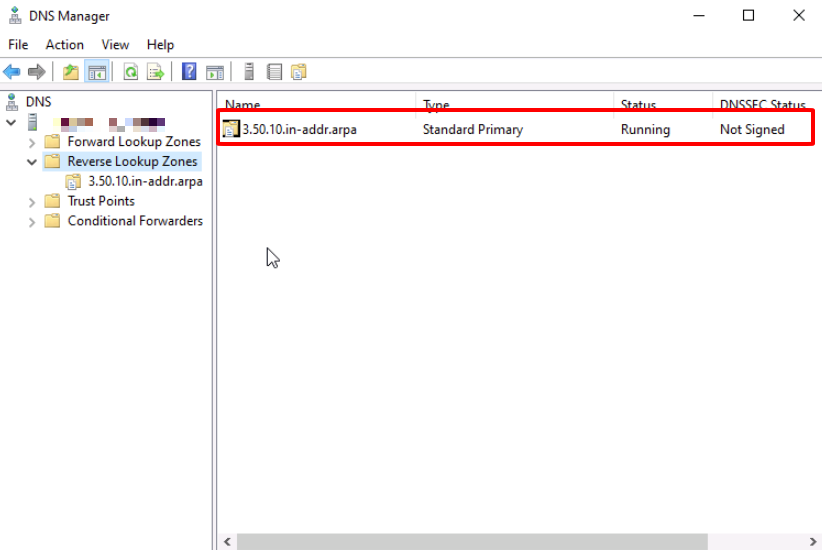 DNS Manager
File Action View Help
DNS
Forward Lookup Zones
Reverse Lookup Zones
3.50.10.in-addr.arpa
Trust Points
Conditional Forwarders
Name Type Status DNSSEC Status
3.50.10.in-addr.arpa Standard Primary Running Not Signed